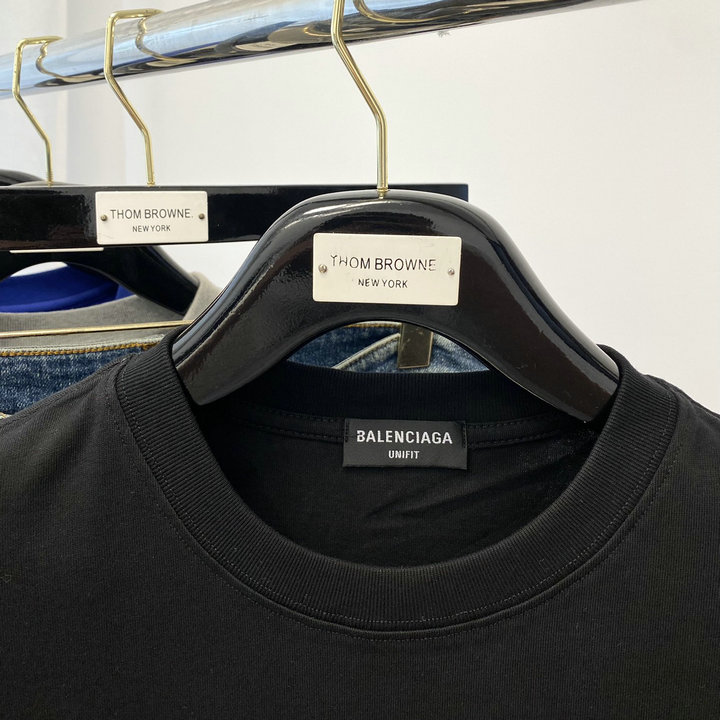 THOM BROWNE.
NEW YORK
THOM BROWNE
NEW YORK
BALENCIAGA
UNIFIT